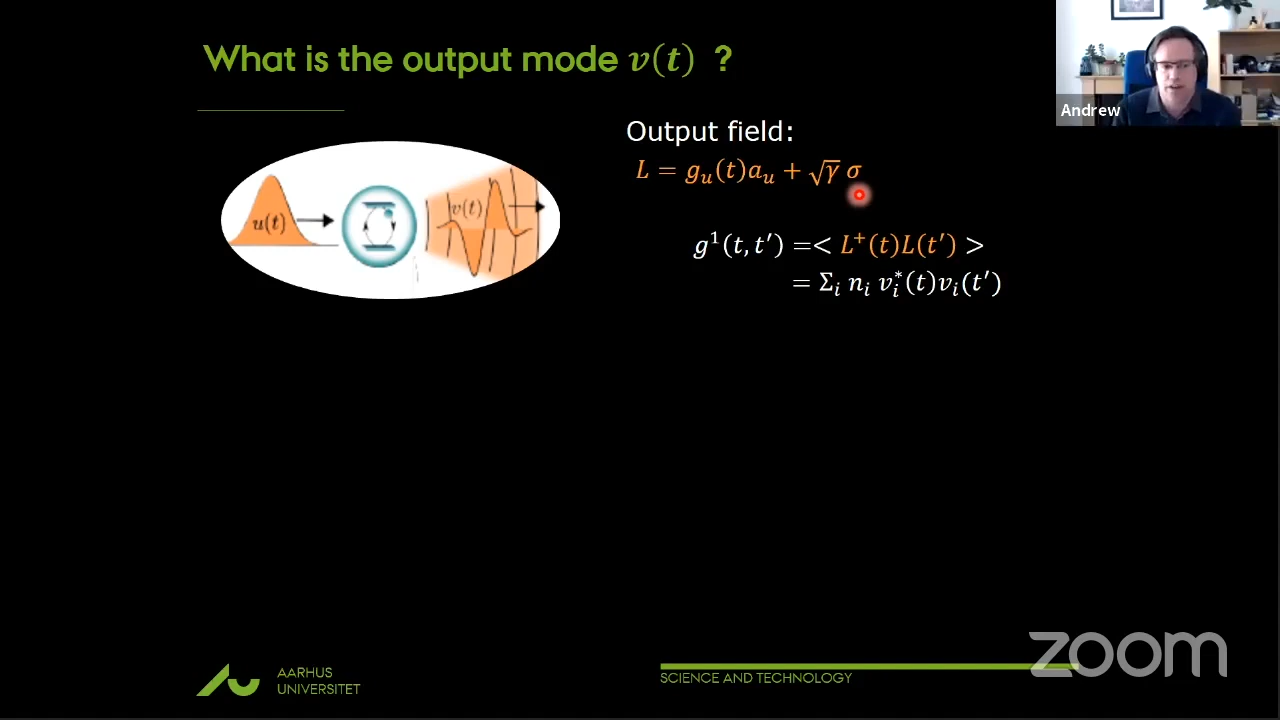 What is the output mode v(t) ?
Andrew
Output field:
L = g_u(t)a_u + √γ σ
u(t)
v(t)
g¹(t, t′) =< L⁺(t)L(t′) >
= Σ_i n_i v_i^*(t)v_i(t′)
AARHUS
UNIVERSITET
SCIENCE AND TECHNOLOGY
zoom